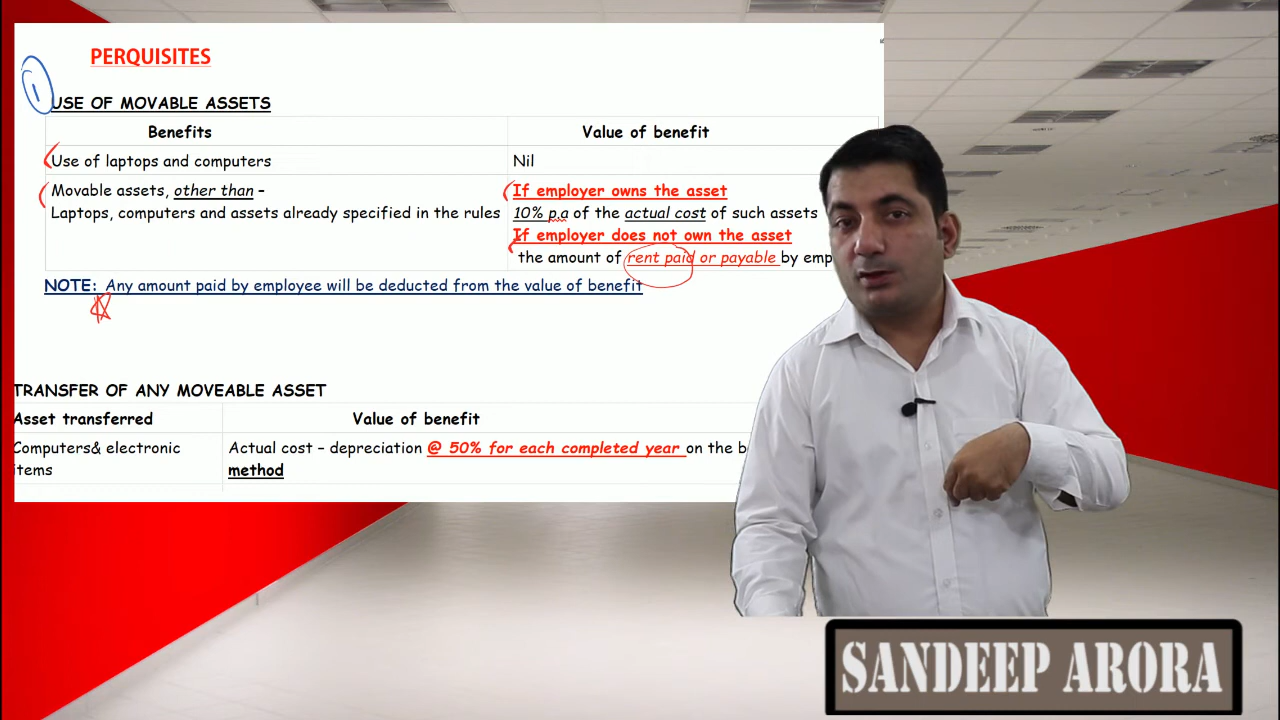 PERQUISITES
1
USE OF MOVABLE ASSETS
Benefits
Value of benefit
Use of laptops and computers
Nil
Movable assets, other than –
Laptops, computers and assets already specified in the rules
If employer owns the asset
10% p.a of the actual cost of such assets
If employer does not own the asset
the amount of rent paid or payable by emp
NOTE: Any amount paid by employee will be deducted from the value of benefit
TRANSFER OF ANY MOVEABLE ASSET
Asset transferred
Value of benefit
Computers& electronic
items
Actual cost – depreciation @ 50% for each completed year on the b
method
SANDEEP ARORA